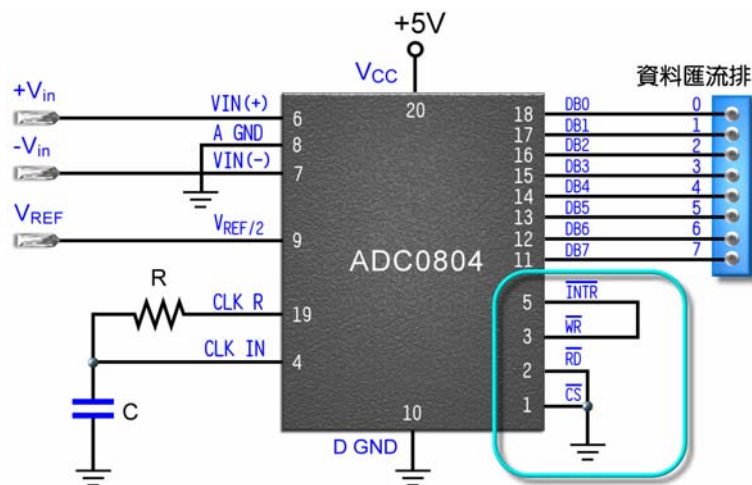 +5V
VCC
資料匯流排
+Vin
VIN(+)
6
20
18
DB0
0
A GND
8
17
DB1
1
-Vin
VIN(-)
7
16
DB2
2
15
DB3
3
14
DB4
4
VREF
VREF/2
9
13
DB5
5
12
DB6
6
11
DB7
7
ADC0804
R
CLK R
19
5
INTR
CLK IN
4
3
WR
2
RD
C
10
1
CS
D GND